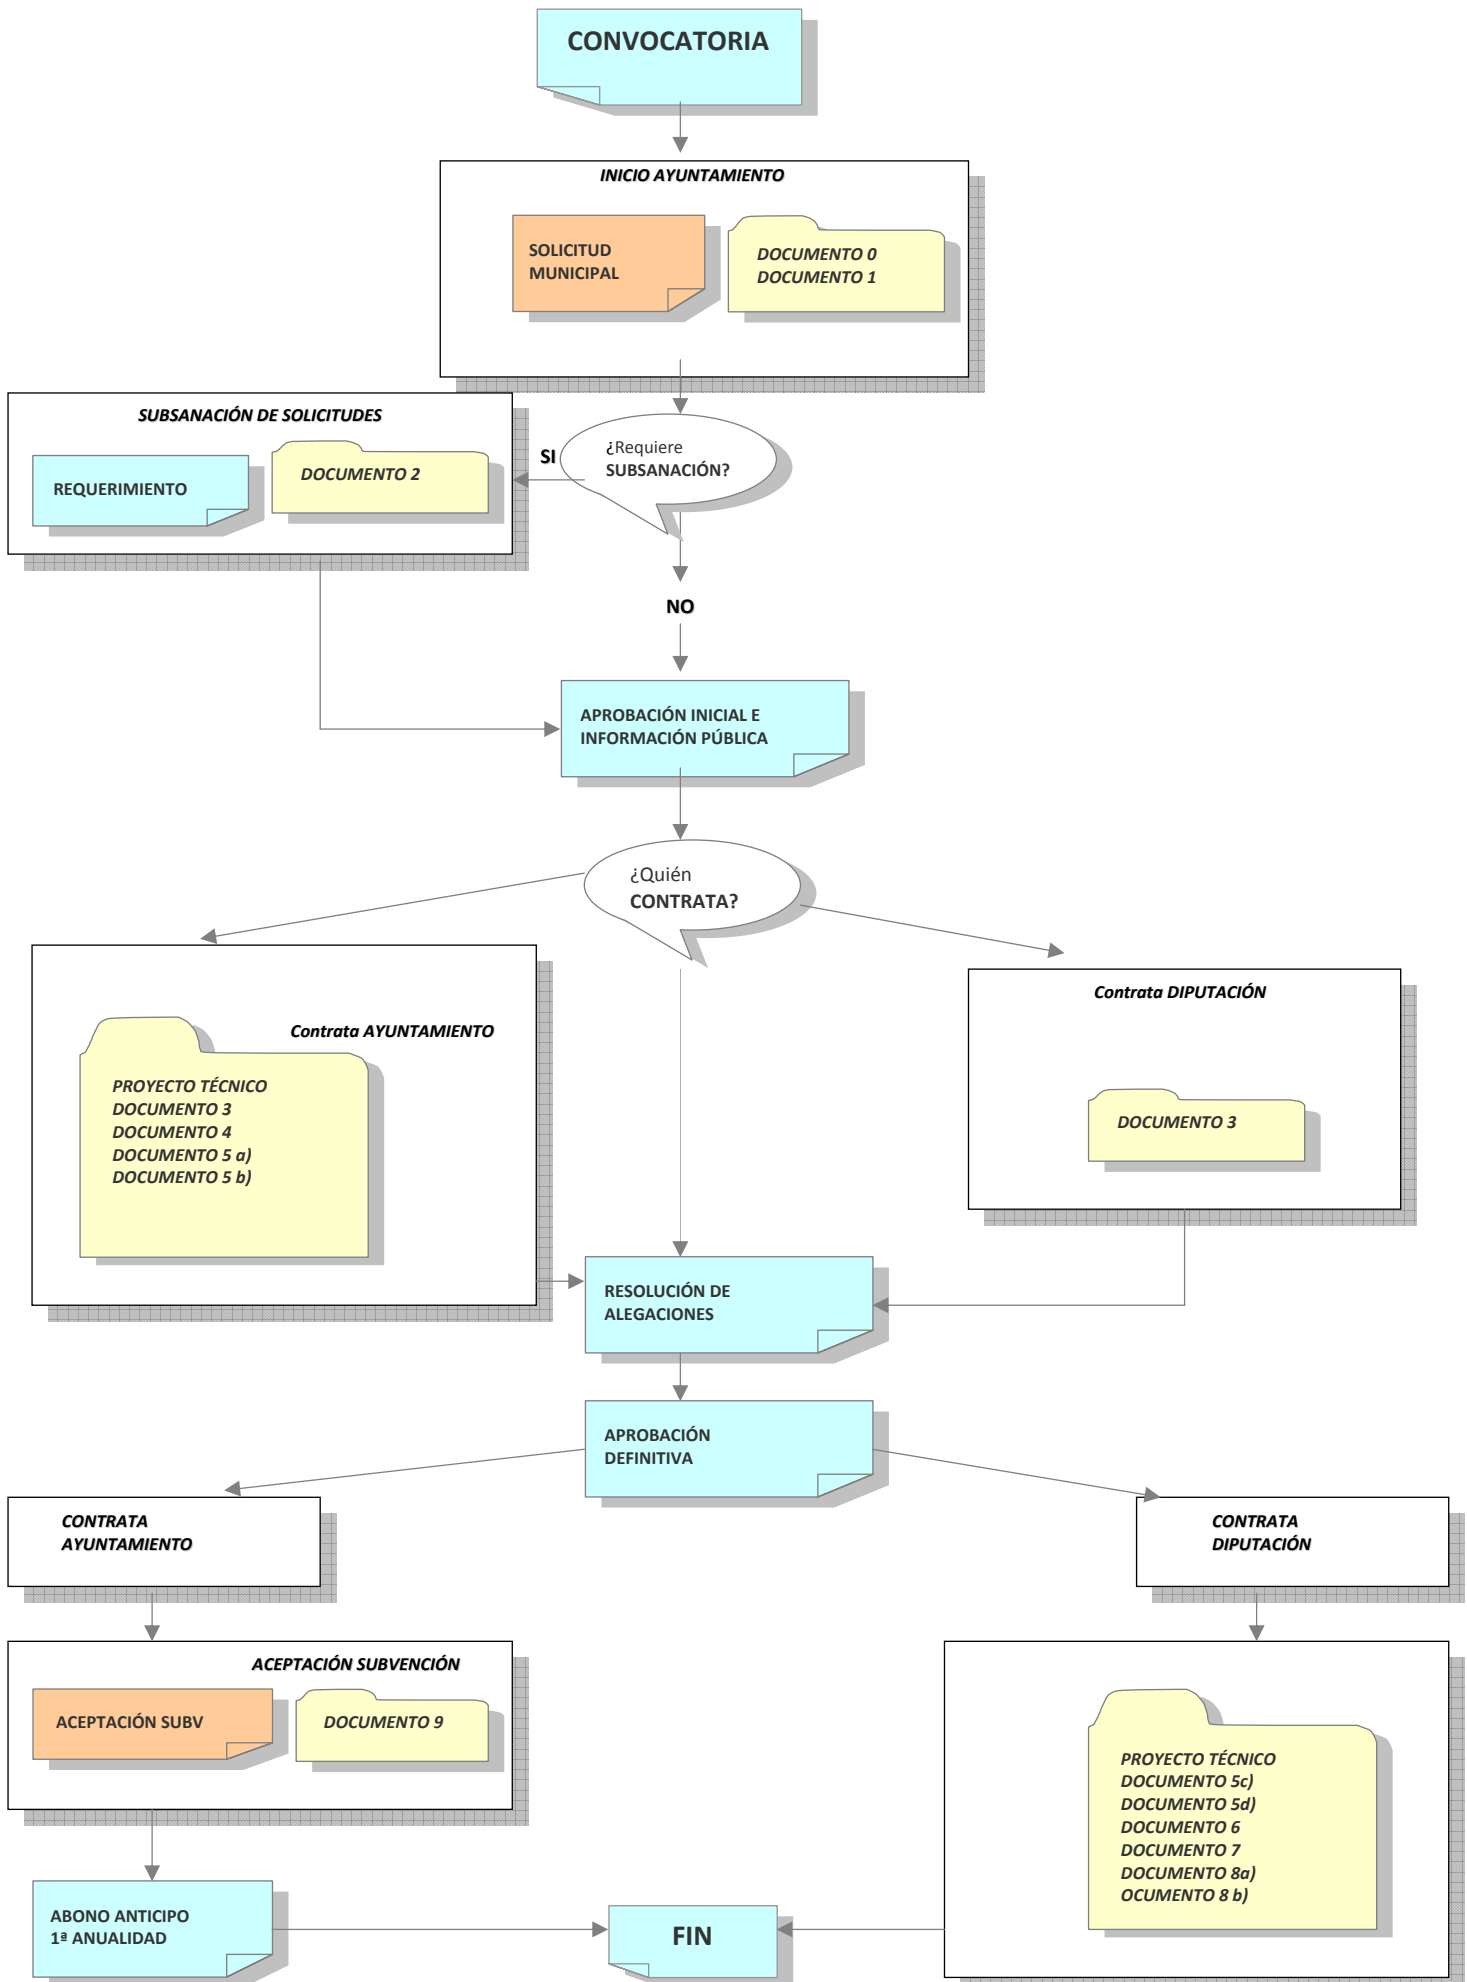 CONVOCATORIA
INICIO AYUNTAMIENTO
SOLICITUD
MUNICIPAL
DOCUMENTO 0
DOCUMENTO 1
SUBSANACIÓN DE SOLICITUDES
REQUERIMIENTO
DOCUMENTO 2
SI
¿Requiere
SUBSANACIÓN?
NO
APROBACIÓN INICIAL E
INFORMACIÓN PÚBLICA
¿Quién
CONTRATA?
Contrata AYUNTAMIENTO
PROYECTO TÉCNICO
DOCUMENTO 3
DOCUMENTO 4
DOCUMENTO 5 a)
DOCUMENTO 5 b)
Contrata DIPUTACIÓN
DOCUMENTO 3
RESOLUCIÓN DE
ALEGACIONES
APROBACIÓN
DEFINITIVA
CONTRATA
AYUNTAMIENTO
CONTRATA
DIPUTACIÓN
ACEPTACIÓN SUBVENCIÓN
ACEPTACIÓN SUBV
DOCUMENTO 9
PROYECTO TÉCNICO
DOCUMENTO 5c)
DOCUMENTO 5d)
DOCUMENTO 6
DOCUMENTO 7
DOCUMENTO 8a)
OCUMENTO 8 b)
ABONO ANTICIPO
1ª ANUALIDAD
FIN